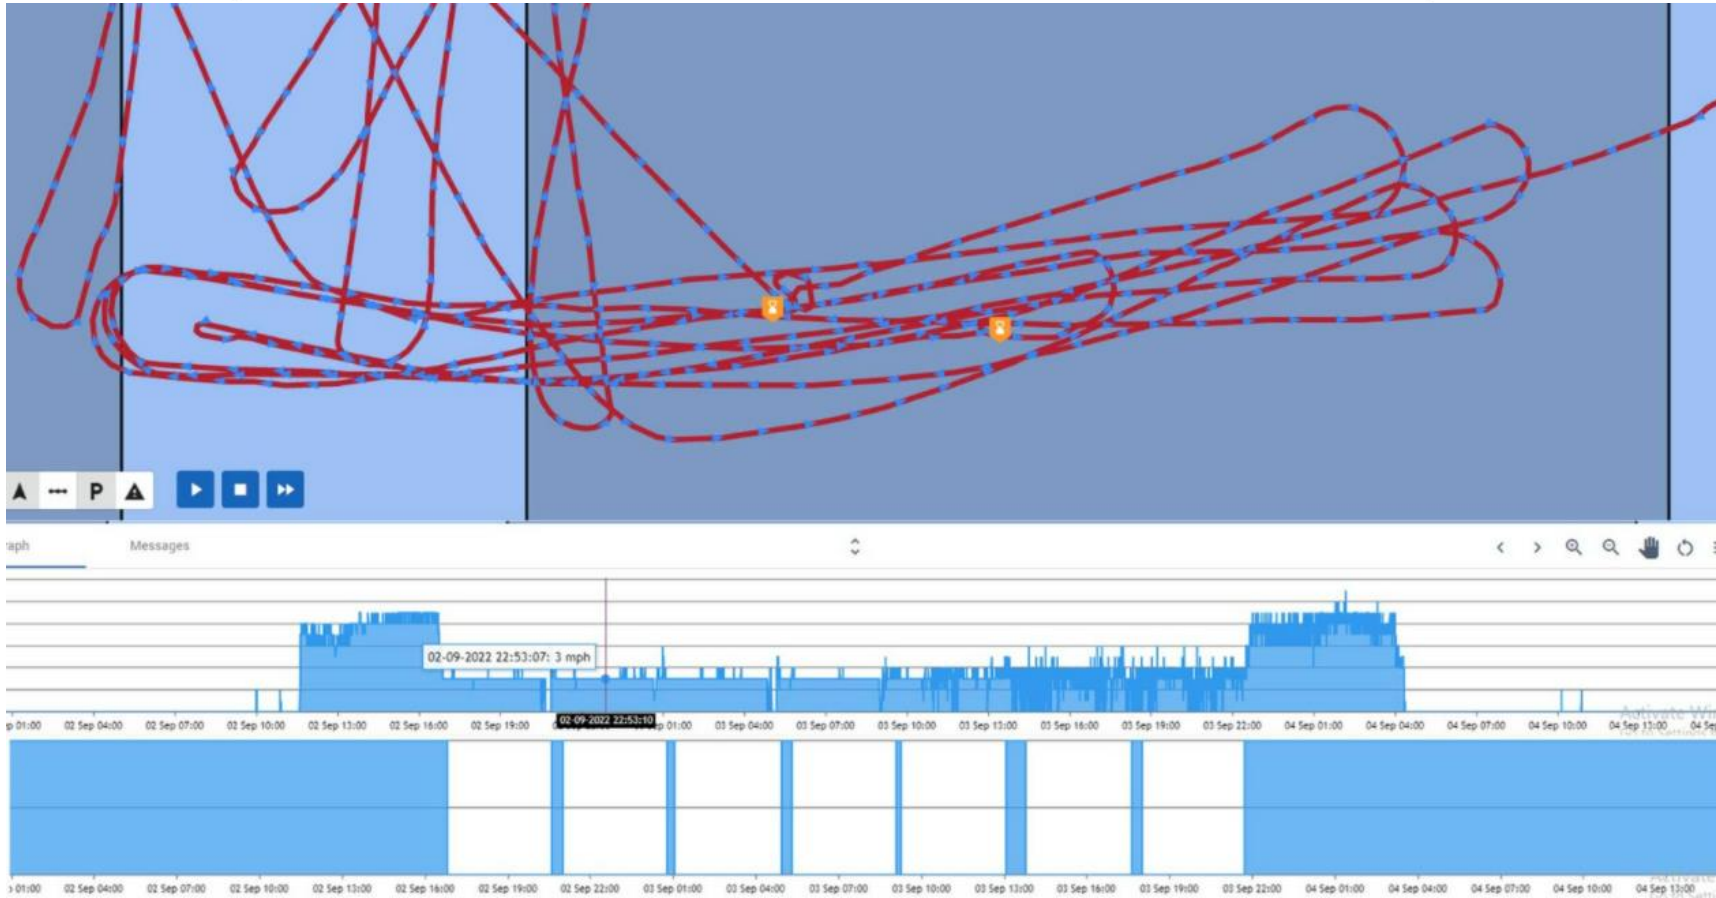 P
raph Messages
02-09-2022 22:53:07: 3 mph
01:00 02 Sep 04:00 02 Sep 07:00 02 Sep 10:00 02 Sep 13:00 02 Sep 16:00 02 Sep 19:00 02-09-2022 22:53:10 01:00 03 Sep 04:00 03 Sep 07:00 03 Sep 10:00 03 Sep 13:00 03 Sep 16:00 03 Sep 19:00 03 Sep 22:00 04 Sep 01:00 04 Sep 04:00 04 Sep 07:00 04 Sep 10:00 04 Sep 13:00
01:00 02 Sep 04:00 02 Sep 07:00 02 Sep 10:00 02 Sep 13:00 02 Sep 16:00 02 Sep 19:00 02 Sep 22:00 03 Sep 01:00 03 Sep 04:00 03 Sep 07:00 03 Sep 10:00 03 Sep 13:00 03 Sep 16:00 03 Sep 19:00 03 Sep 22:00 04 Sep 01:00 04 Sep 04:00 04 Sep 07:00 04 Sep 10:00 04 Sep 13:00